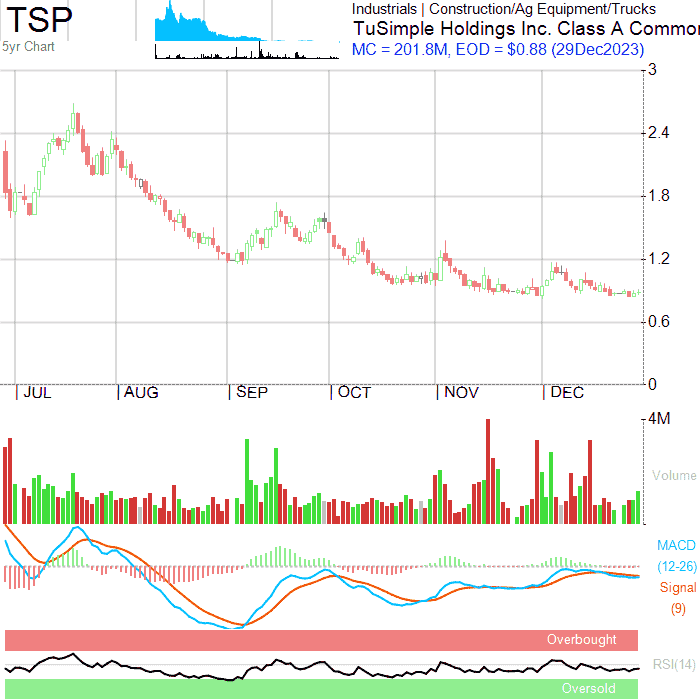 TSP
5yr Chart
Industrials | Construction/Ag Equipment/Trucks
TuSimple Holdings Inc. Class A Common
MC = 201.8M, EOD = $0.88 (29Dec2023)
3
2.4
1.8
1.2
0.6
0
JUL
AUG
SEP
OCT
NOV
DEC
4M
Volume
MACD
(12-26)
Signal
(9)
Overbought
RSI(14)
Oversold